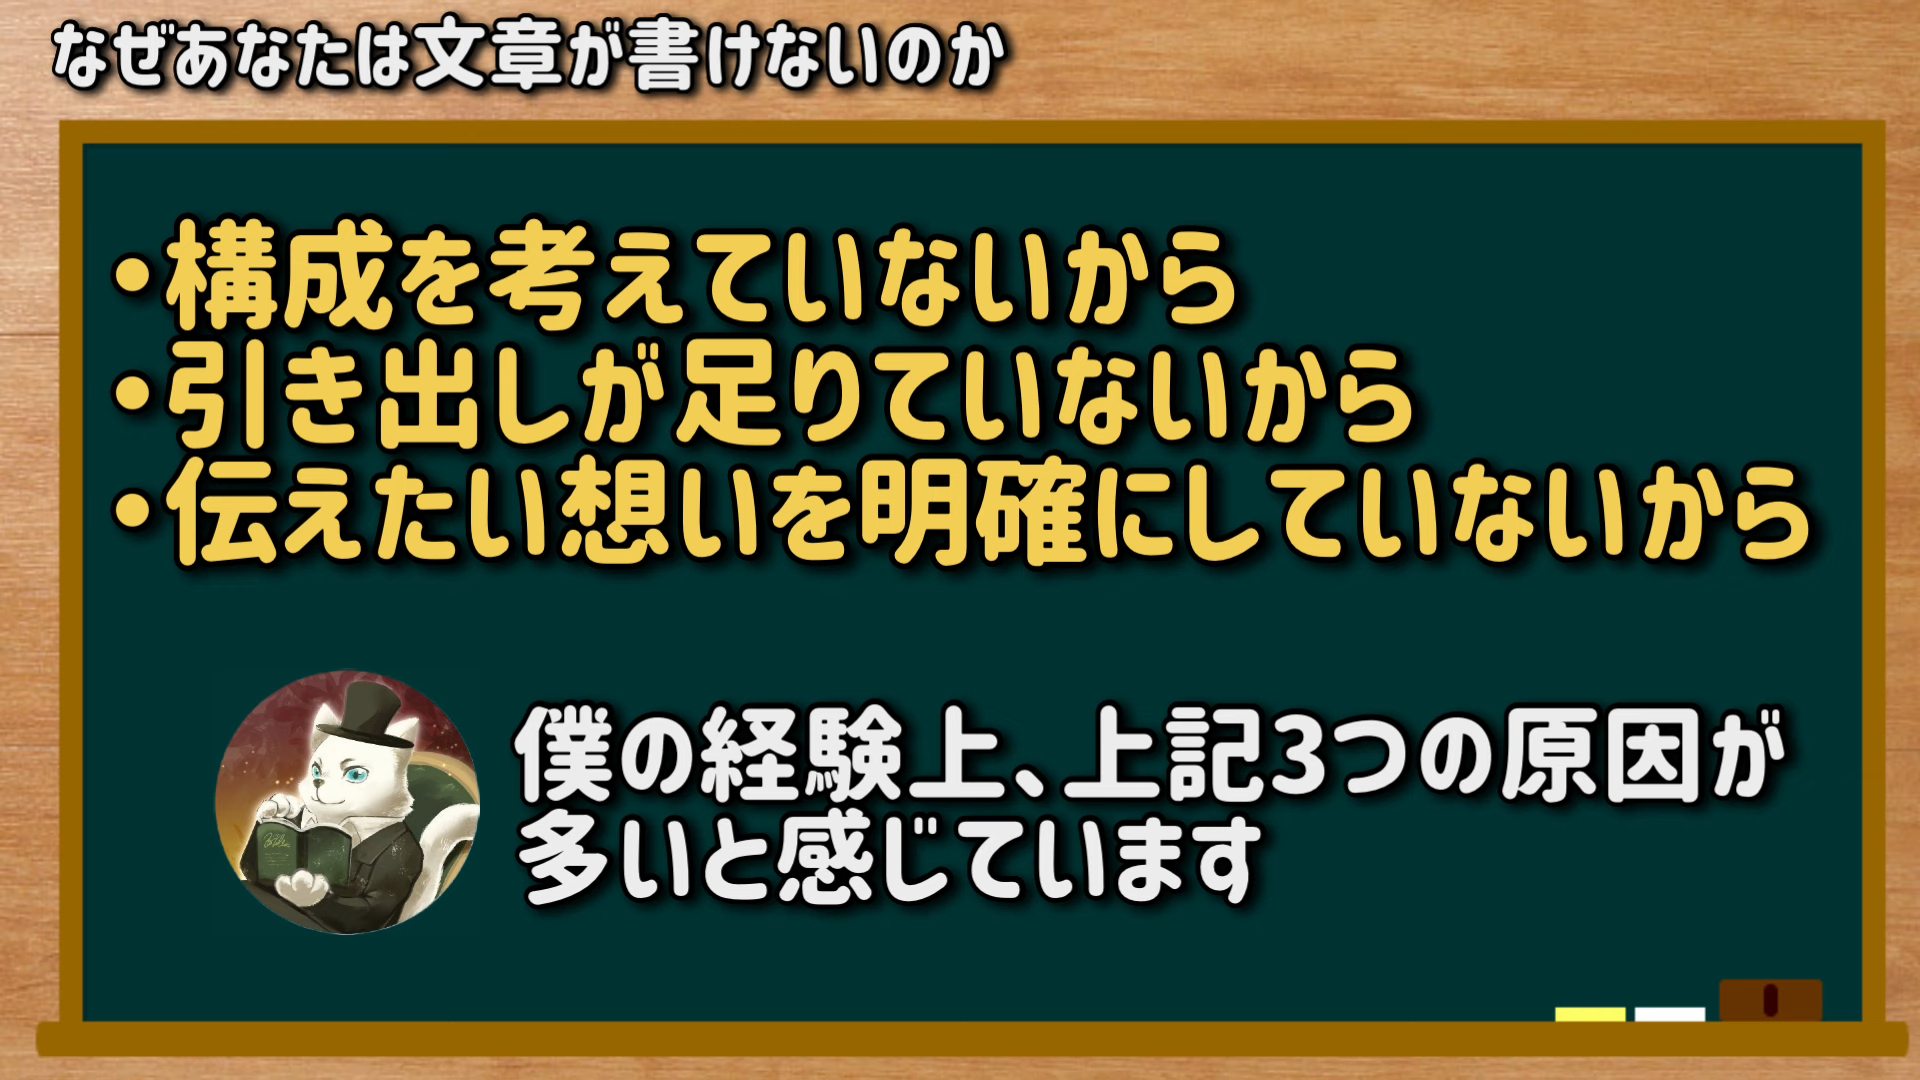 なぜあなたは文章が書けないのか
・構成を考えていないから
・引き出しが足りていないから
・伝えたい想いを明確にしていないから
僕の経験上、上記3つの原因が
多いと感じています